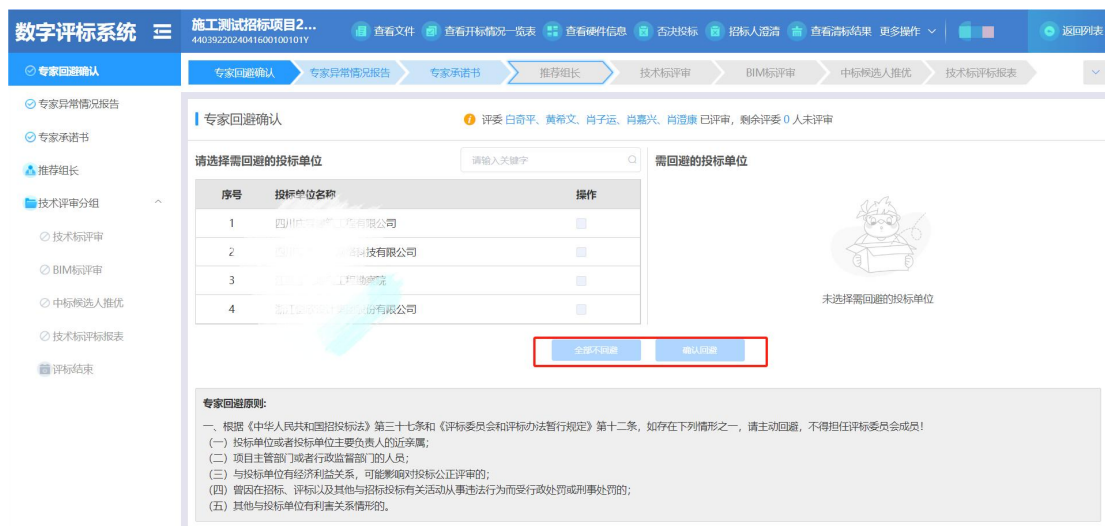 数字评标系统
施工测试招标项目2...
44039220240416001​00101Y
查看文件 查看开标情况一览表 查看硬件信息 否决投标 招标人澄清 查看清标结果 更多操作 返回列表
专家回避确认
专家异常情况报告
专家承诺书
推荐组长
技术评审分组
技术标评审
BIM标评审
中标候选人推优
技术标评标报表
评标结束
专家回避确认 专家异常情况报告 专家承诺书 推荐组长 技术标评审 BIM标评审 中标候选人推优 技术标评标报表
专家回避确认 评委 白奇平、黄希文、肖子运、肖嘉兴、肖澄康 已评审，剩余评委 0 人未评审
请选择需回避的投标单位 请输入关键字 需回避的投标单位
序号 投标单位名称 操作
1 四川 有限公司
2 科技有限公司
3 工程勘察院
4 浙江 份有限公司
未选择需回避的投标单位
全部不回避 确认回避
专家回避原则:
一、根据《中华人民共和国招投标法》第三十七条和《评标委员会和评标办法暂行规定》第十二条，如存在下列情形之一，请主动回避，不得担任评标委员会成员！
（一）投标单位或者投标单位主要负责人的近亲属;
（二）项目主管部门或者行政监督部门的人员;
（三）与投标单位有经济利益关系，可能影响对投标公正评审的;
（四）曾因在招标、评标以及其他与招标投标有关活动从事违法行为而受行政处罚或刑事处罚的;
（五）其他与投标单位有利害关系情形的。